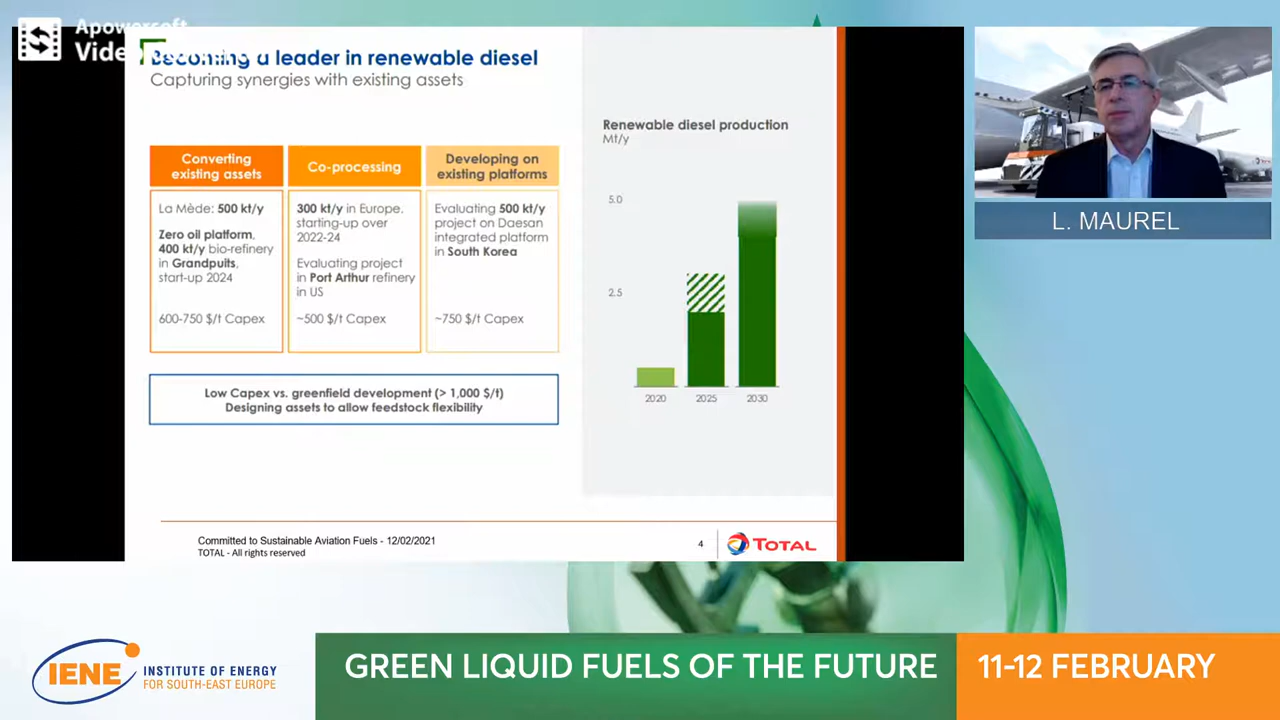 Apowersoft
Becoming a leader in renewable diesel
Capturing synergies with existing assets
Converting
existing assets
La Mède: 500 kt/y
Zero oil platform,
400 kt/y bio-refinery
in Grandpuits,
start-up 2024
600-750 $/t Capex
Co-processing
300 kt/y in Europe,
starting-up over
2022-24
Evaluating project
in Port Arthur refinery
in US
~500 $/t Capex
Developing on
existing platforms
Evaluating 500 kt/y
project on Daesan
integrated platform
in South Korea
~750 $/t Capex
Low Capex vs. greenfield development (> 1,000 $/t)
Designing assets to allow feedstock flexibility
Renewable diesel production
Mt/y
5.0
2.5
2020 2025 2030
Committed to Sustainable Aviation Fuels - 12/02/2021
TOTAL - All rights reserved
4
TOTAL
L. MAUREL
IENE
INSTITUTE OF ENERGY
FOR SOUTH-EAST EUROPE
GREEN LIQUID FUELS OF THE FUTURE
11-12 FEBRUARY